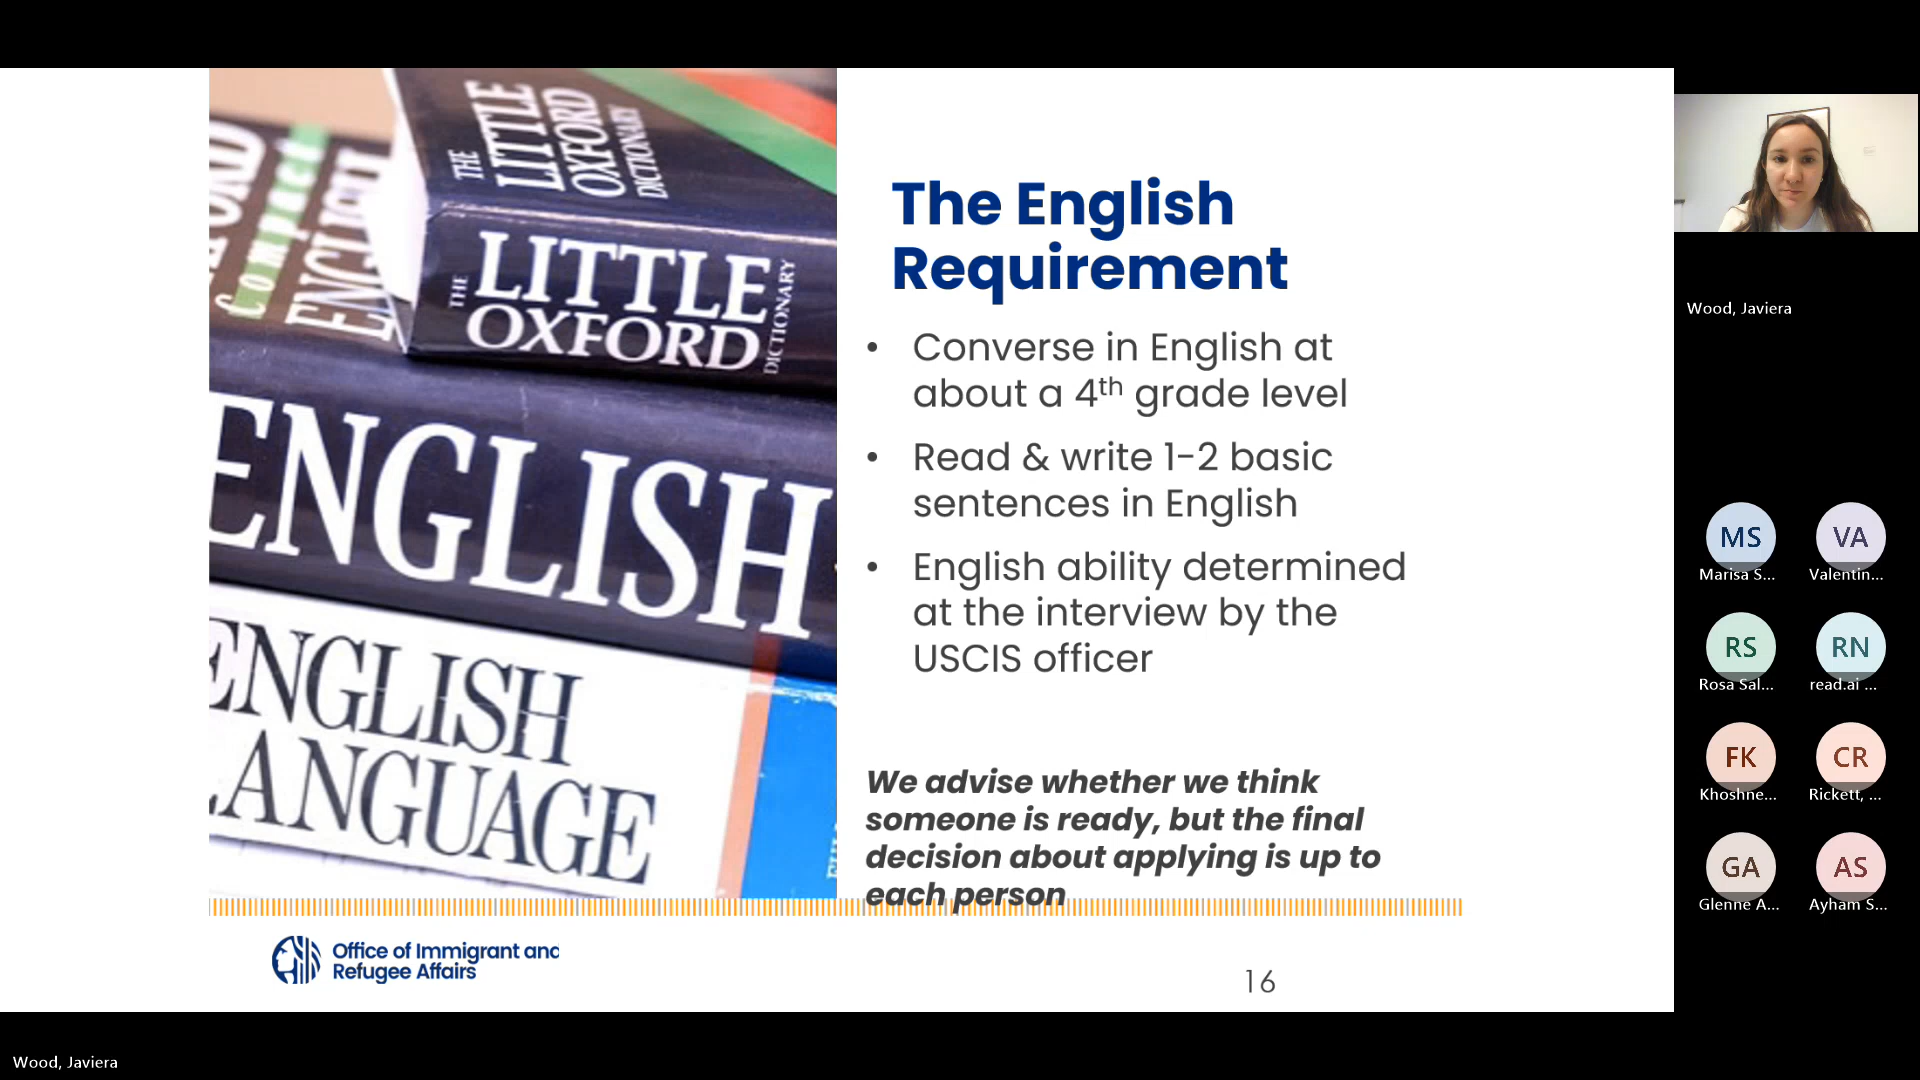 THE
LITTLE
OXFORD
DICTIONARY
Compact
ENGLISH
THE
LITTLE
OXFORD
DICTIONARY
ENGLISH
ENGLISH
LANGUAGE
The English
Requirement
• Converse in English at
about a 4th grade level
• Read & write 1-2 basic
sentences in English
• English ability determined
at the interview by the
USCIS officer
We advise whether we think
someone is ready, but the final
decision about applying is up to
each person
Office of Immigrant and
Refugee Affairs
16
Wood, Javiera
MS
Marisa S...
VA
Valentin...
RS
Rosa Sal...
RN
read.ai ...
FK
Khoshne...
CR
Rickett, ...
GA
Glenne A...
AS
Ayham S...
Wood, Javiera